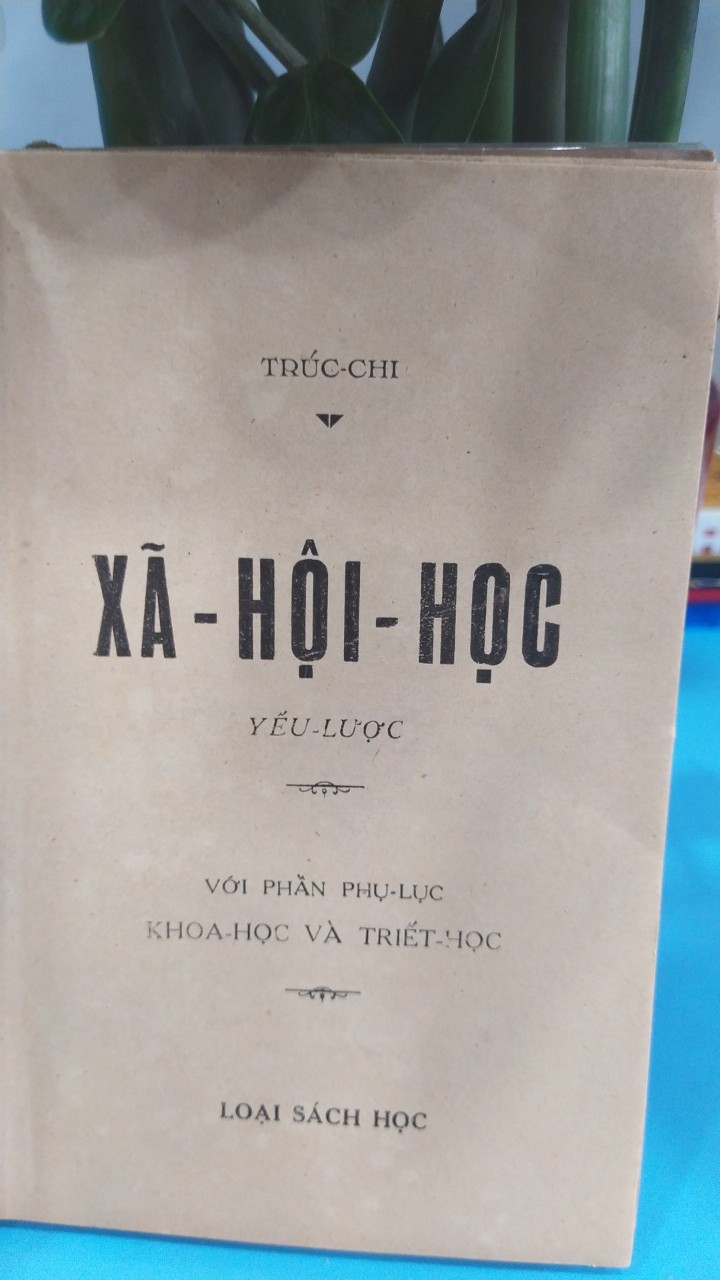 TRÚC-CHI
XÃ-HỘI-HỌC
YẾU-LƯỢC
VỚI PHẦN PHỤ-LỤC
KHOA-HỌC VÀ TRIẾT-HỌC
LOẠI SÁCH HỌC